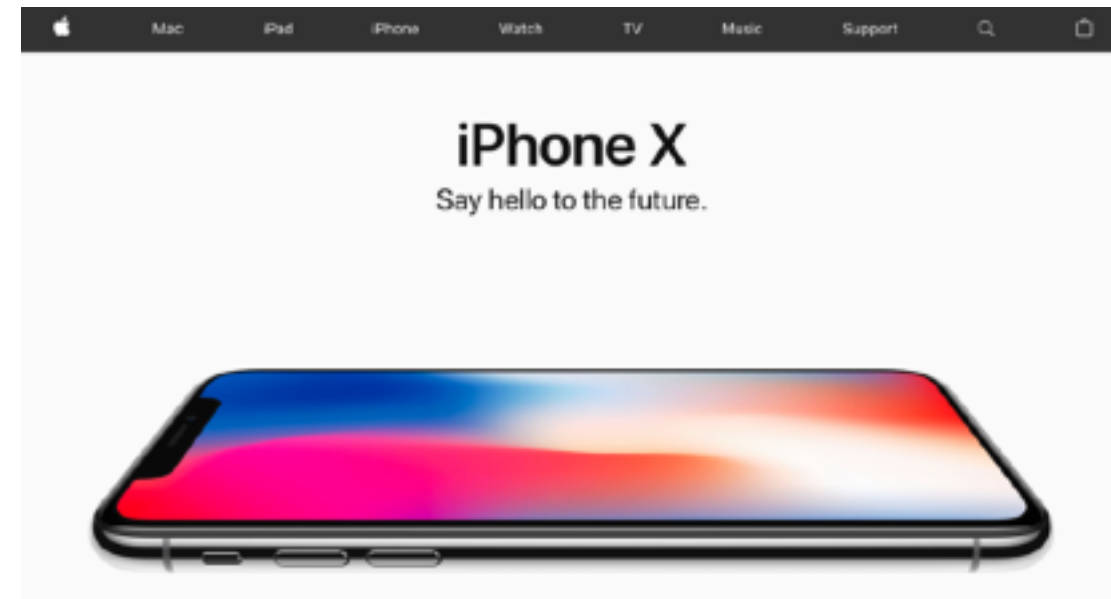 Mac iPad iPhone Watch TV Music Support
iPhone X
Say hello to the future.